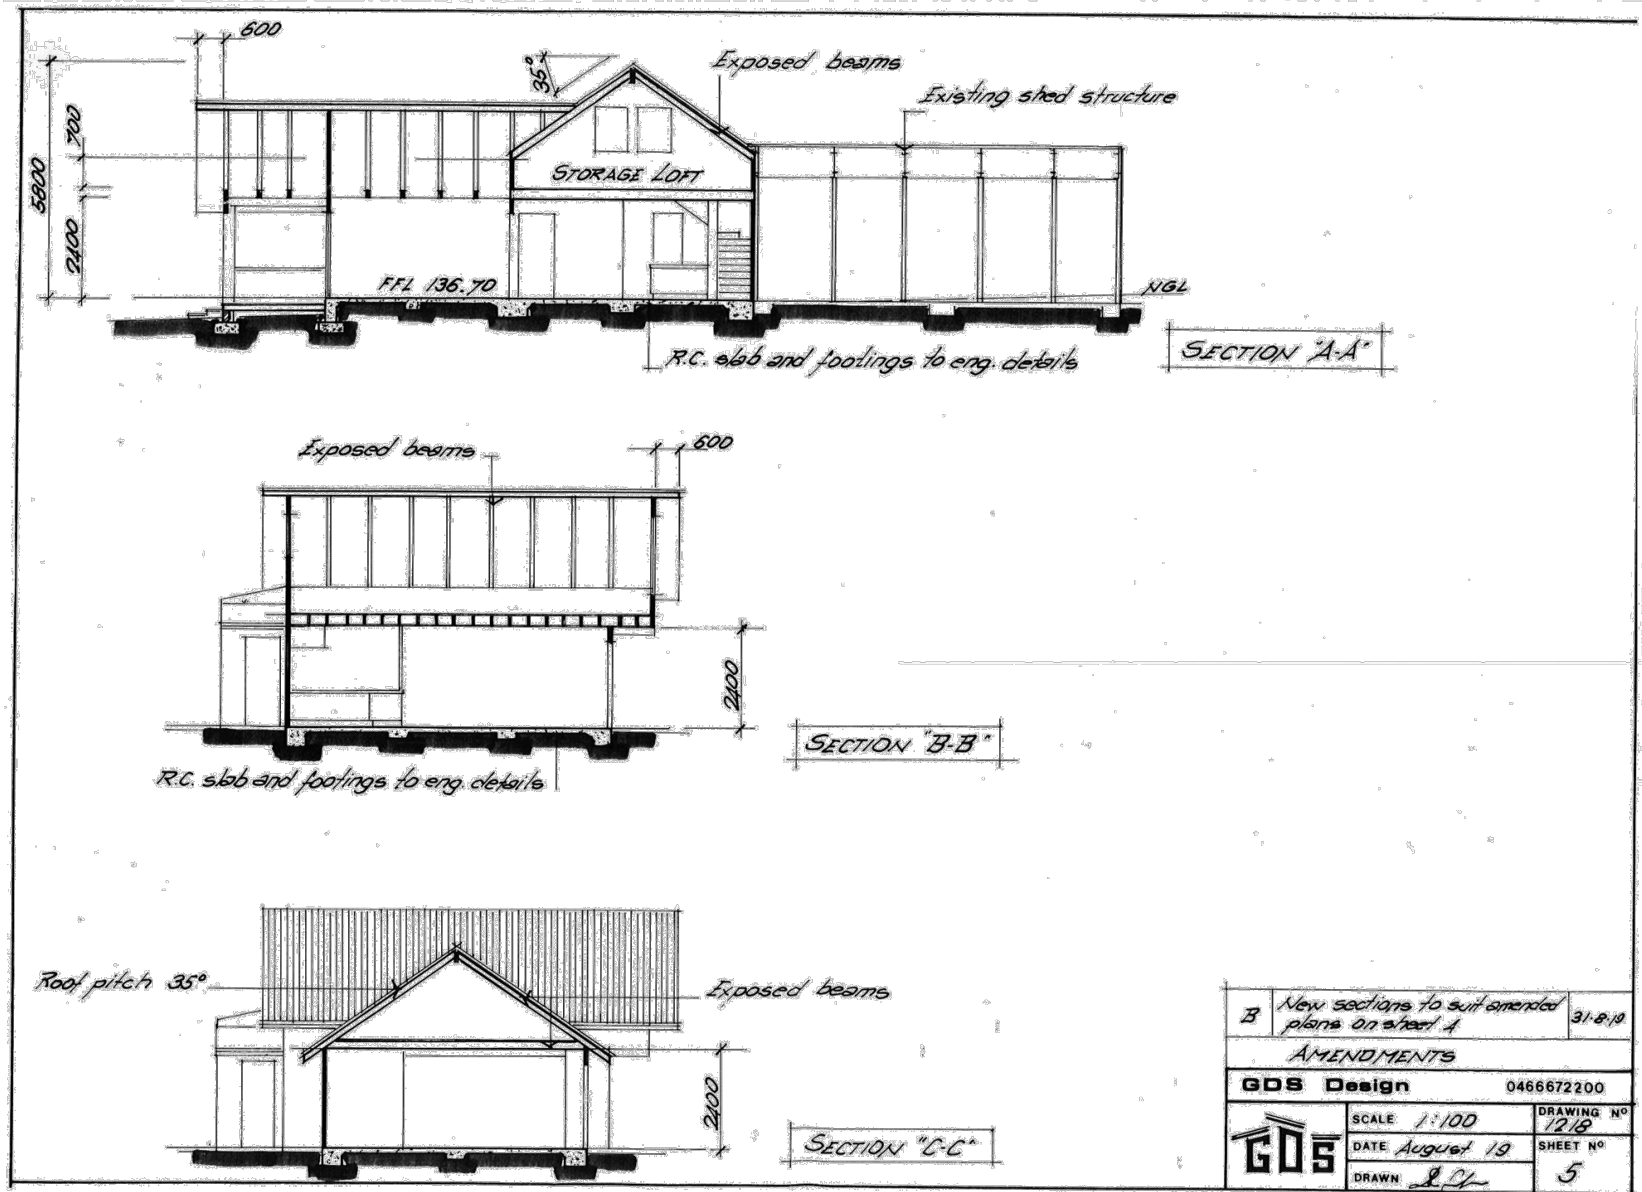 600
35°
Exposed beams
Existing shed structure
700
5800
STORAGE LOFT
2400
FFL 136.70
NGL
SECTION "A-A"
R.C. slab and footings to eng. details
Exposed beams
600
2400
SECTION "B-B"
R.C. slab and footings to eng. details
Roof pitch 35°
Exposed beams
2400
SECTION "C-C"
B New sections to suit amended 31·8·19
plans on sheet 1
AMENDMENTS
GDS Design 0466672200
GDS
SCALE 1:100
DRAWING Nº
1218
DATE August 19
SHEET Nº
5
DRAWN